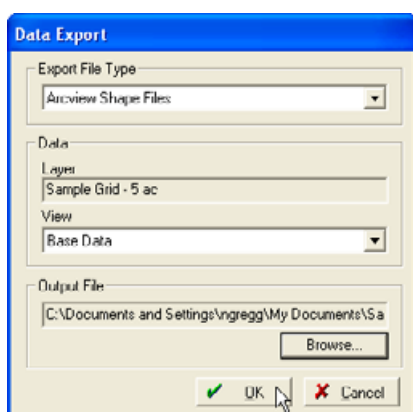 Data Export
Export File Type
Arcview Shape Files
Data
Layer
Sample Grid - 5 ac
View
Base Data
Output File
C:\Documents and Settings\ngregg\My Documents\Sa
Browse...
OK
Cancel